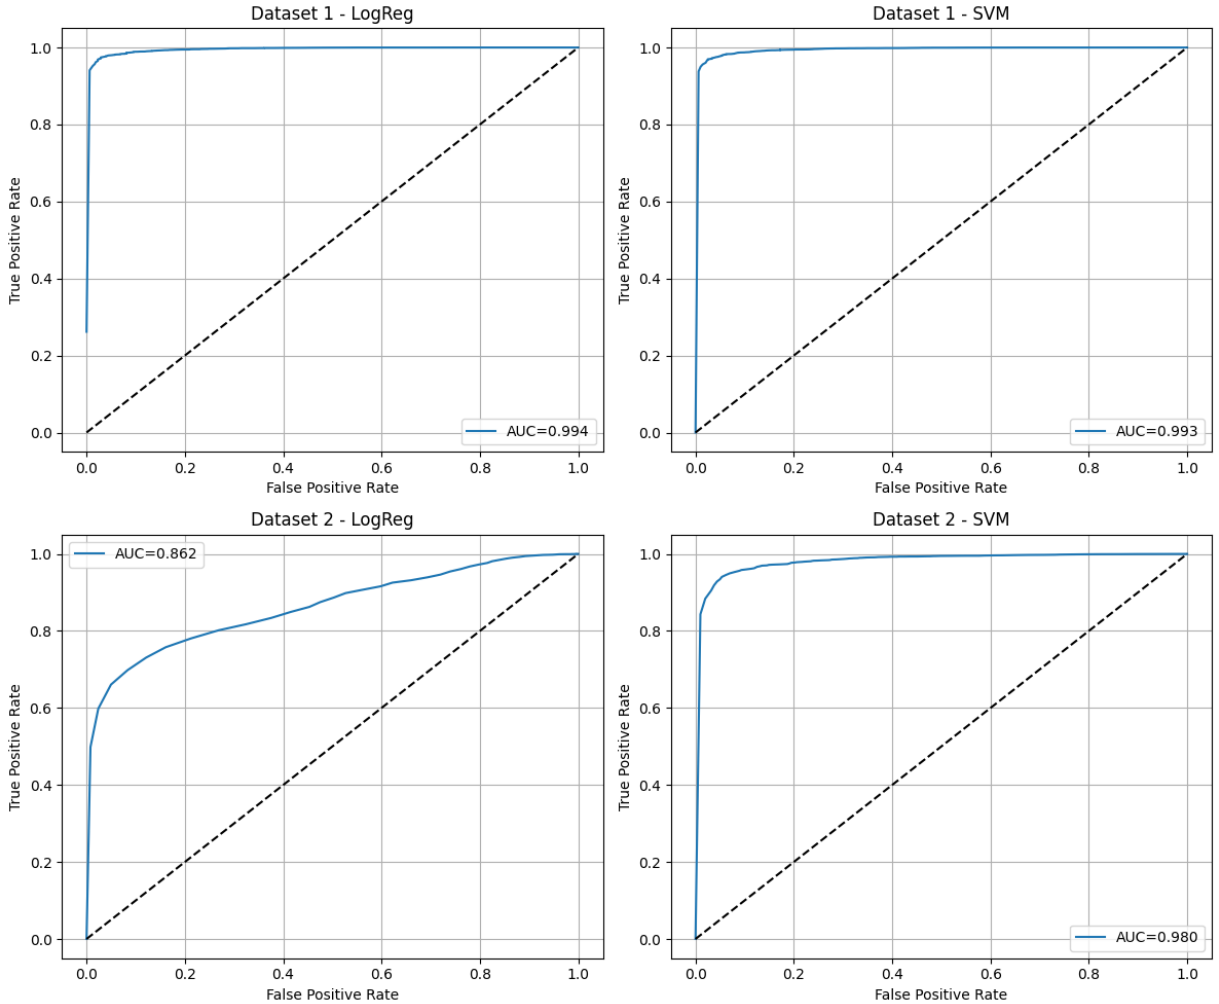 Dataset 1 - LogReg
1.0
0.8
0.6
0.4
0.2
0.0
True Positive Rate
AUC=0.994
0.0 0.2 0.4 0.6 0.8 1.0
False Positive Rate
Dataset 1 - SVM
1.0
0.8
0.6
0.4
0.2
0.0
True Positive Rate
AUC=0.993
0.0 0.2 0.4 0.6 0.8 1.0
False Positive Rate
Dataset 2 - LogReg
AUC=0.862
1.0
0.8
0.6
0.4
0.2
0.0
True Positive Rate
0.0 0.2 0.4 0.6 0.8 1.0
False Positive Rate
Dataset 2 - SVM
1.0
0.8
0.6
0.4
0.2
0.0
True Positive Rate
AUC=0.980
0.0 0.2 0.4 0.6 0.8 1.0
False Positive Rate